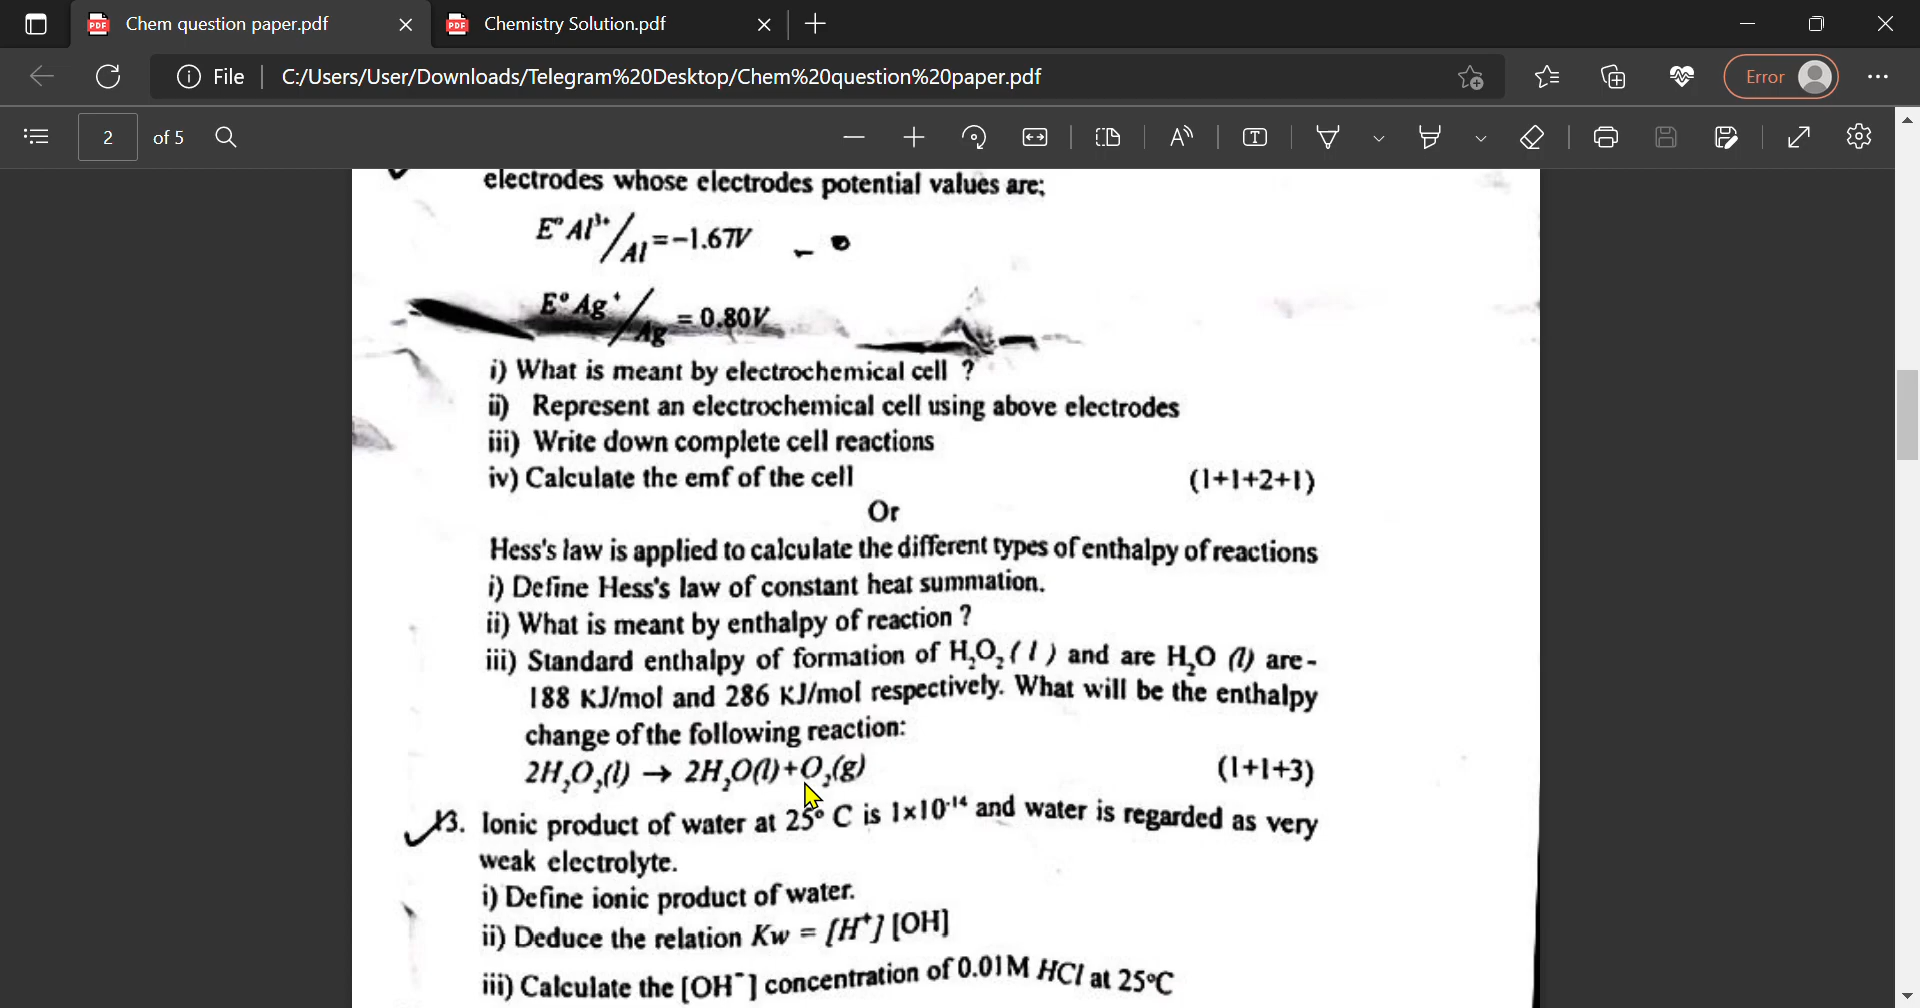 Chem question paper.pdf
Chemistry Solution.pdf
File
C:/Users/User/Downloads/Telegram%20Desktop/Chem%20question%20paper.pdf
Error
2 of 5
electrodes whose electrodes potential values are;
E° Al³⁺/Al = −1.67V
E° Ag⁺/Ag = 0.80V
i) What is meant by electrochemical cell ?
ii) Represent an electrochemical cell using above electrodes
iii) Write down complete cell reactions
iv) Calculate the emf of the cell (1+1+2+1)
Or
Hess's law is applied to calculate the different types of enthalpy of reactions
i) Define Hess's law of constant heat summation.
ii) What is meant by enthalpy of reaction ?
iii) Standard enthalpy of formation of H₂O₂ ( l ) and are H₂O (l) are -
188 KJ/mol and 286 KJ/mol respectively. What will be the enthalpy
change of the following reaction:
2H₂O₂(l) → 2H₂O(l)+O₂(g) (1+1+3)
13. Ionic product of water at 25° C is 1×10⁻¹⁴ and water is regarded as very
weak electrolyte.
i) Define ionic product of water.
ii) Deduce the relation Kw = [H⁺] [OH]
iii) Calculate the [OH⁻] concentration of 0.01M HCl at 25°C